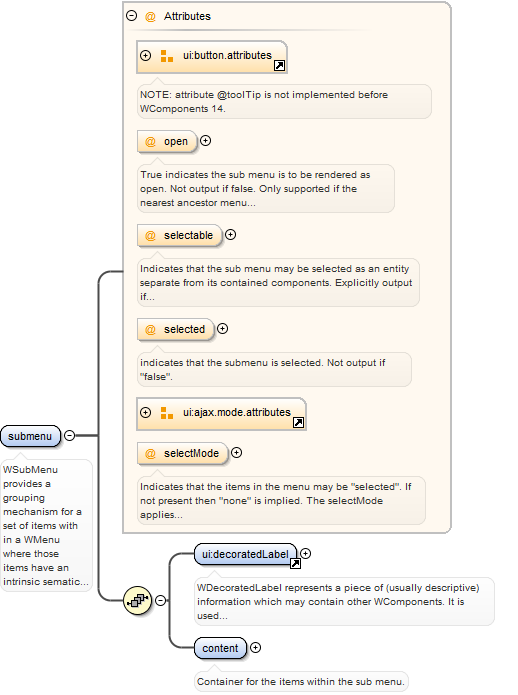 Attributes
ui:button.attributes
NOTE: attribute @toolTip is not implemented before
WComponents 14.
@ open
True indicates the sub menu is to be rendered as
open. Not output if false. Only supported if the
nearest ancestor menu...
@ selectable
Indicates that the sub menu may be selected as an entity
separate from its contained components. Explicitly output
if...
@ selected
indicates that the submenu is selected. Not output if
"false".
ui:ajax.mode.attributes
@ selectMode
Indicates that the items in the menu may be "selected". If
not present then "none" is implied. The selectMode
applies...
submenu
WSubMenu
provides a
grouping
mechanism for a
set of items with
in a WMenu
where those
items have an
intrinsic sematic...
ui:decoratedLabel
WDecoratedLabel represents a piece of (usually descriptive)
information which may contain other WComponents. It is
used...
content
Container for the items within the sub menu.